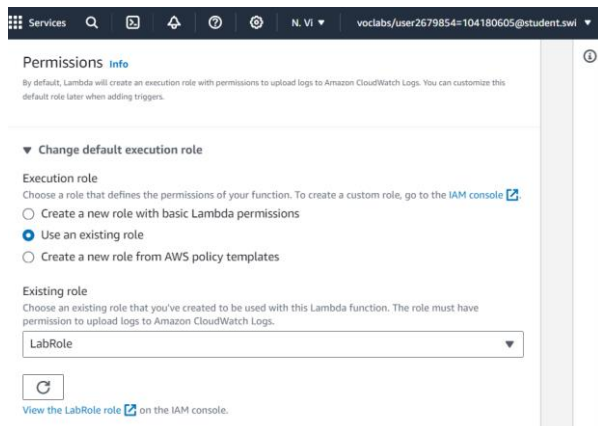 Services N. Vi voclabs/user2679854=104180605@student.swi
Permissions Info
By default, Lambda will create an execution role with permissions to upload logs to Amazon CloudWatch Logs. You can customize this
default role later when adding triggers.
Change default execution role
Execution role
Choose a role that defines the permissions of your function. To create a custom role, go to the IAM console.
Create a new role with basic Lambda permissions
Use an existing role
Create a new role from AWS policy templates
Existing role
Choose an existing role that you've created to be used with this Lambda function. The role must have
permission to upload logs to Amazon CloudWatch Logs.
LabRole
View the LabRole role on the IAM console.